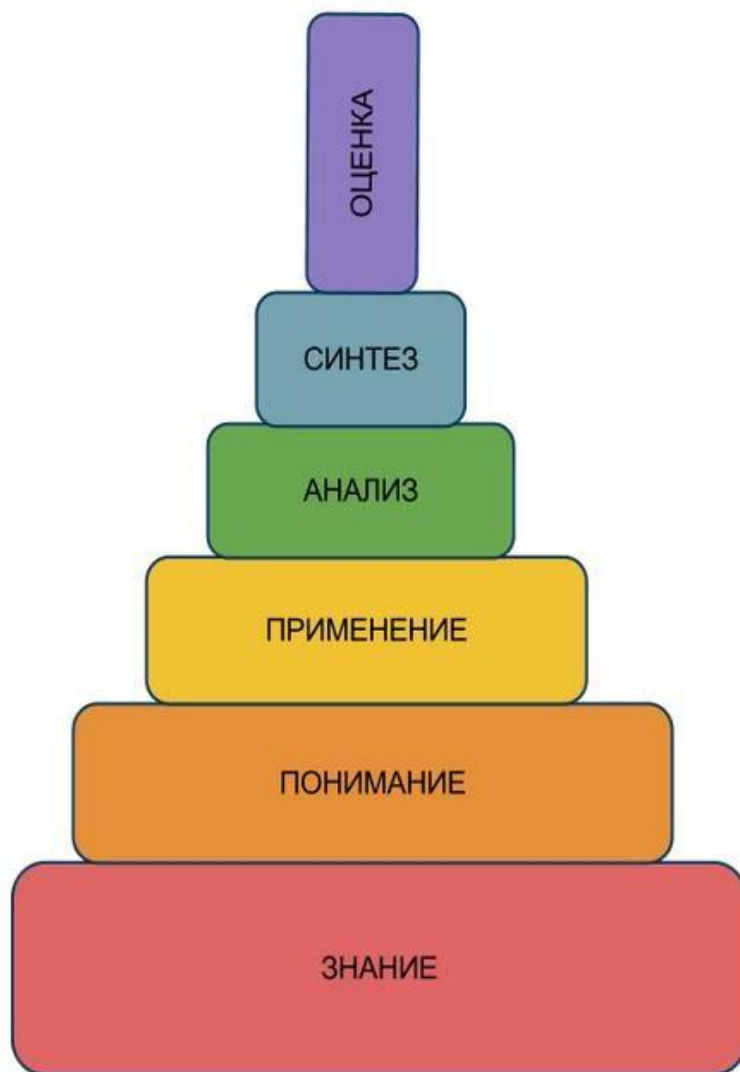 ОЦЕНКА
СИНТЕЗ
АНАЛИЗ
ПРИМЕНЕНИЕ
ПОНИМАНИЕ
ЗНАНИЕ